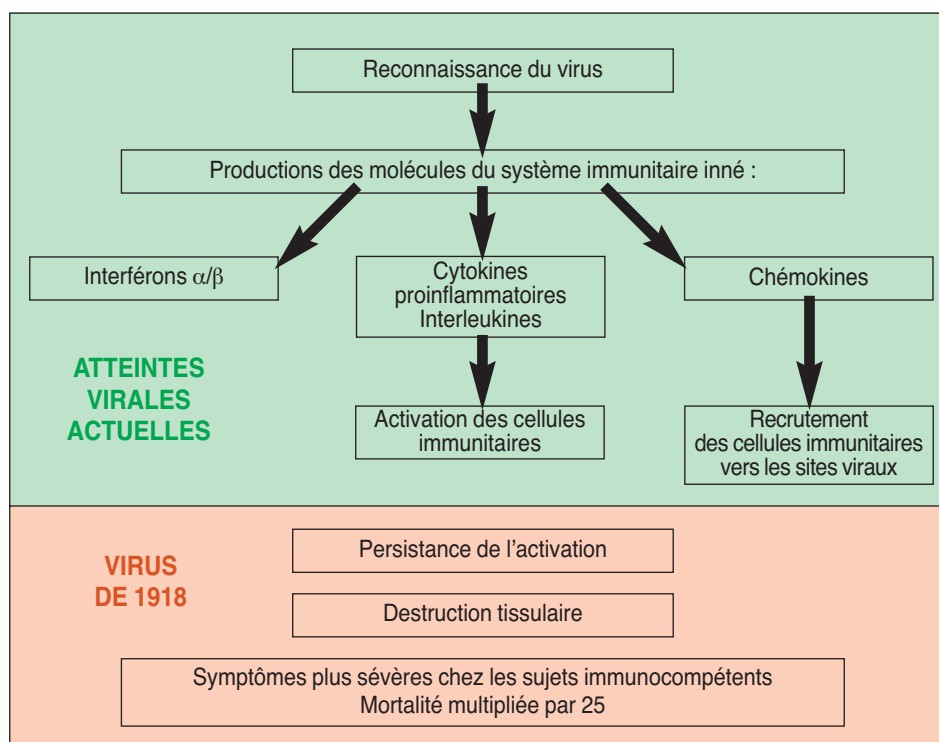 Reconnaissance du virus
Productions des molécules du système immunitaire inné :
Interférons α/β
Cytokines
proinflammatoires
Interleukines
Chémokines
ATTEINTES
VIRALES
ACTUELLES
Activation des cellules
immunitaires
Recrutement
des cellules immunitaires
vers les sites viraux
VIRUS
DE 1918
Persistance de l'activation
Destruction tissulaire
Symptômes plus sévères chez les sujets immunocompétents
Mortalité multipliée par 25